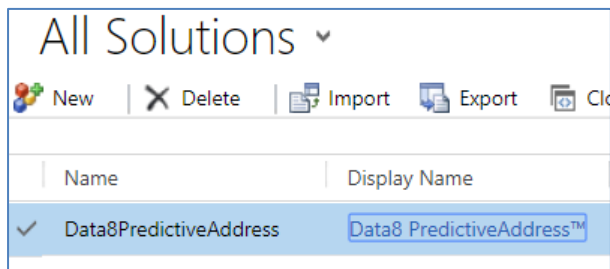 All Solutions
New Delete Import Export
Name Display Name
Data8PredictiveAddress Data8 PredictiveAddress™